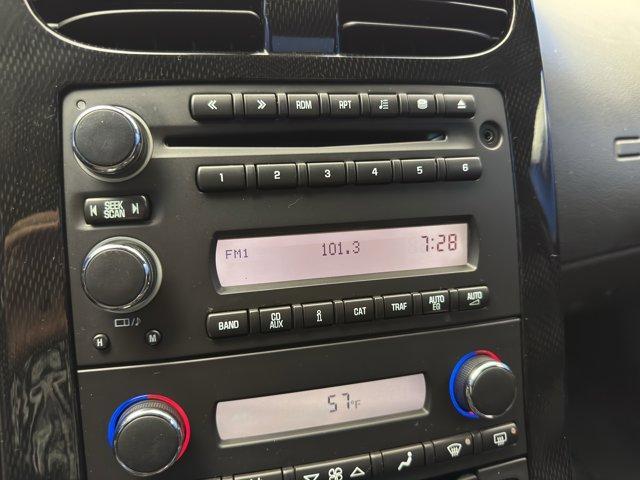 RDM RPT
1 2 3 4 5 6
SEEK
SCAN
FM1 101.3 7:28
BAND CD AUX i CAT TRAF AUTO EQ AUTO
H M
57°F